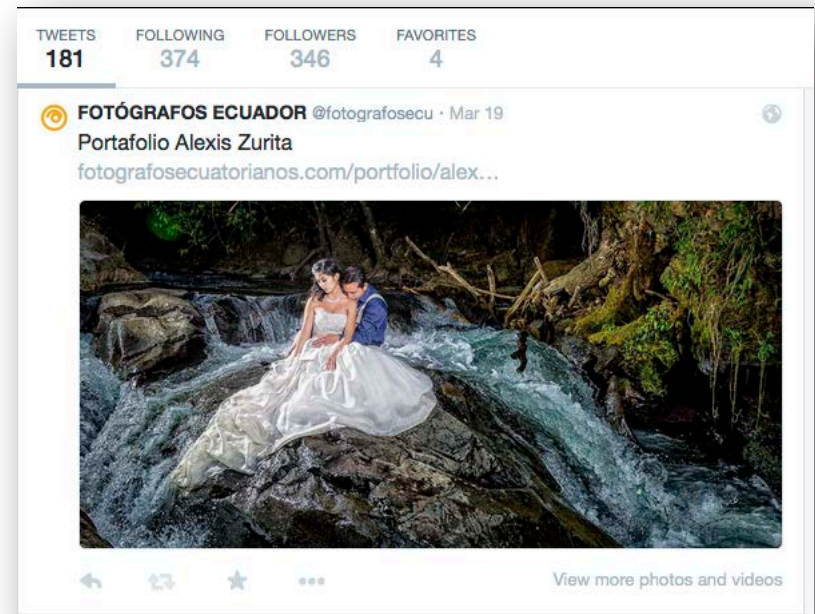 TWEETS FOLLOWING FOLLOWERS FAVORITES
181 374 346 4
FOTÓGRAFOS ECUADOR @fotografosecu · Mar 19
Portafolio Alexis Zurita
fotografosecuatorianos.com/portfolio/alex...
View more photos and videos